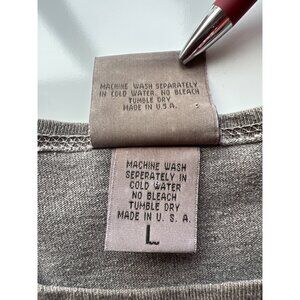 MACHINE WASH SEPARATELY
IN COLD WATER. NO BLEACH
TUMBLE DRY
MADE IN U.S.A.
MACHINE WASH
SEPERATELY IN
COLD WATER
NO BLEACH
TUMBLE DRY
MADE IN U. S. A.
L